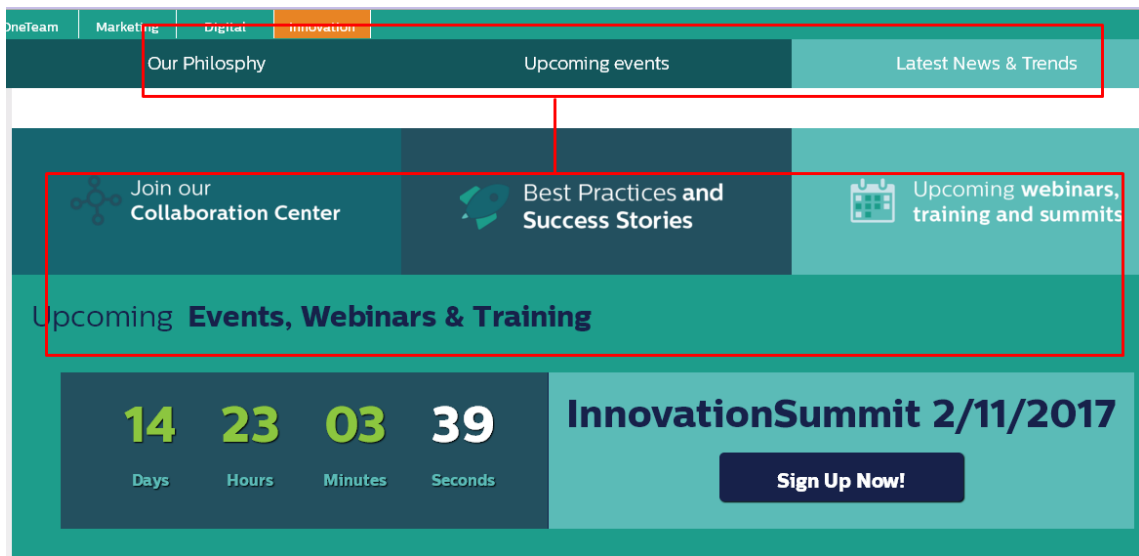 OneTeam Marketing Digital Innovation
Our Philosphy Upcoming events Latest News & Trends
Join our
Collaboration Center
Best Practices and
Success Stories
Upcoming webinars,
training and summits
Upcoming Events, Webinars & Training
14 23 03 39
Days Hours Minutes Seconds
InnovationSummit 2/11/2017
Sign Up Now!